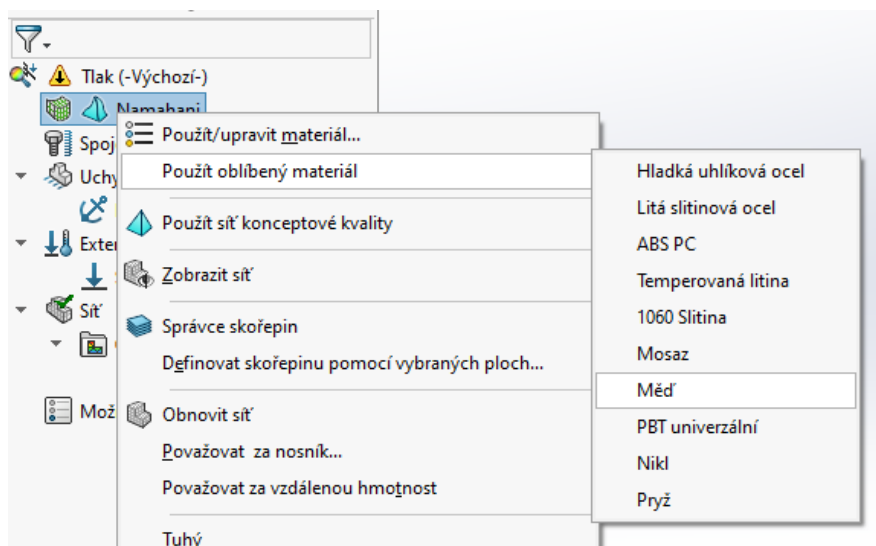 Tlak (-Výchozí-)
Namahani
Spoj
Uchy
Exter
Síť
Mož
Použít/upravit materiál...
Použít oblíbený materiál
Použít síť konceptové kvality
Zobrazit síť
Správce skořepin
Definovat skořepinu pomocí vybraných ploch...
Obnovit síť
Považovat za nosník...
Považovat za vzdálenou hmotnost
Tuhý
Hladká uhlíková ocel
Litá slitinová ocel
ABS PC
Temperovaná litina
1060 Slitina
Mosaz
Měď
PBT univerzální
Nikl
Pryž